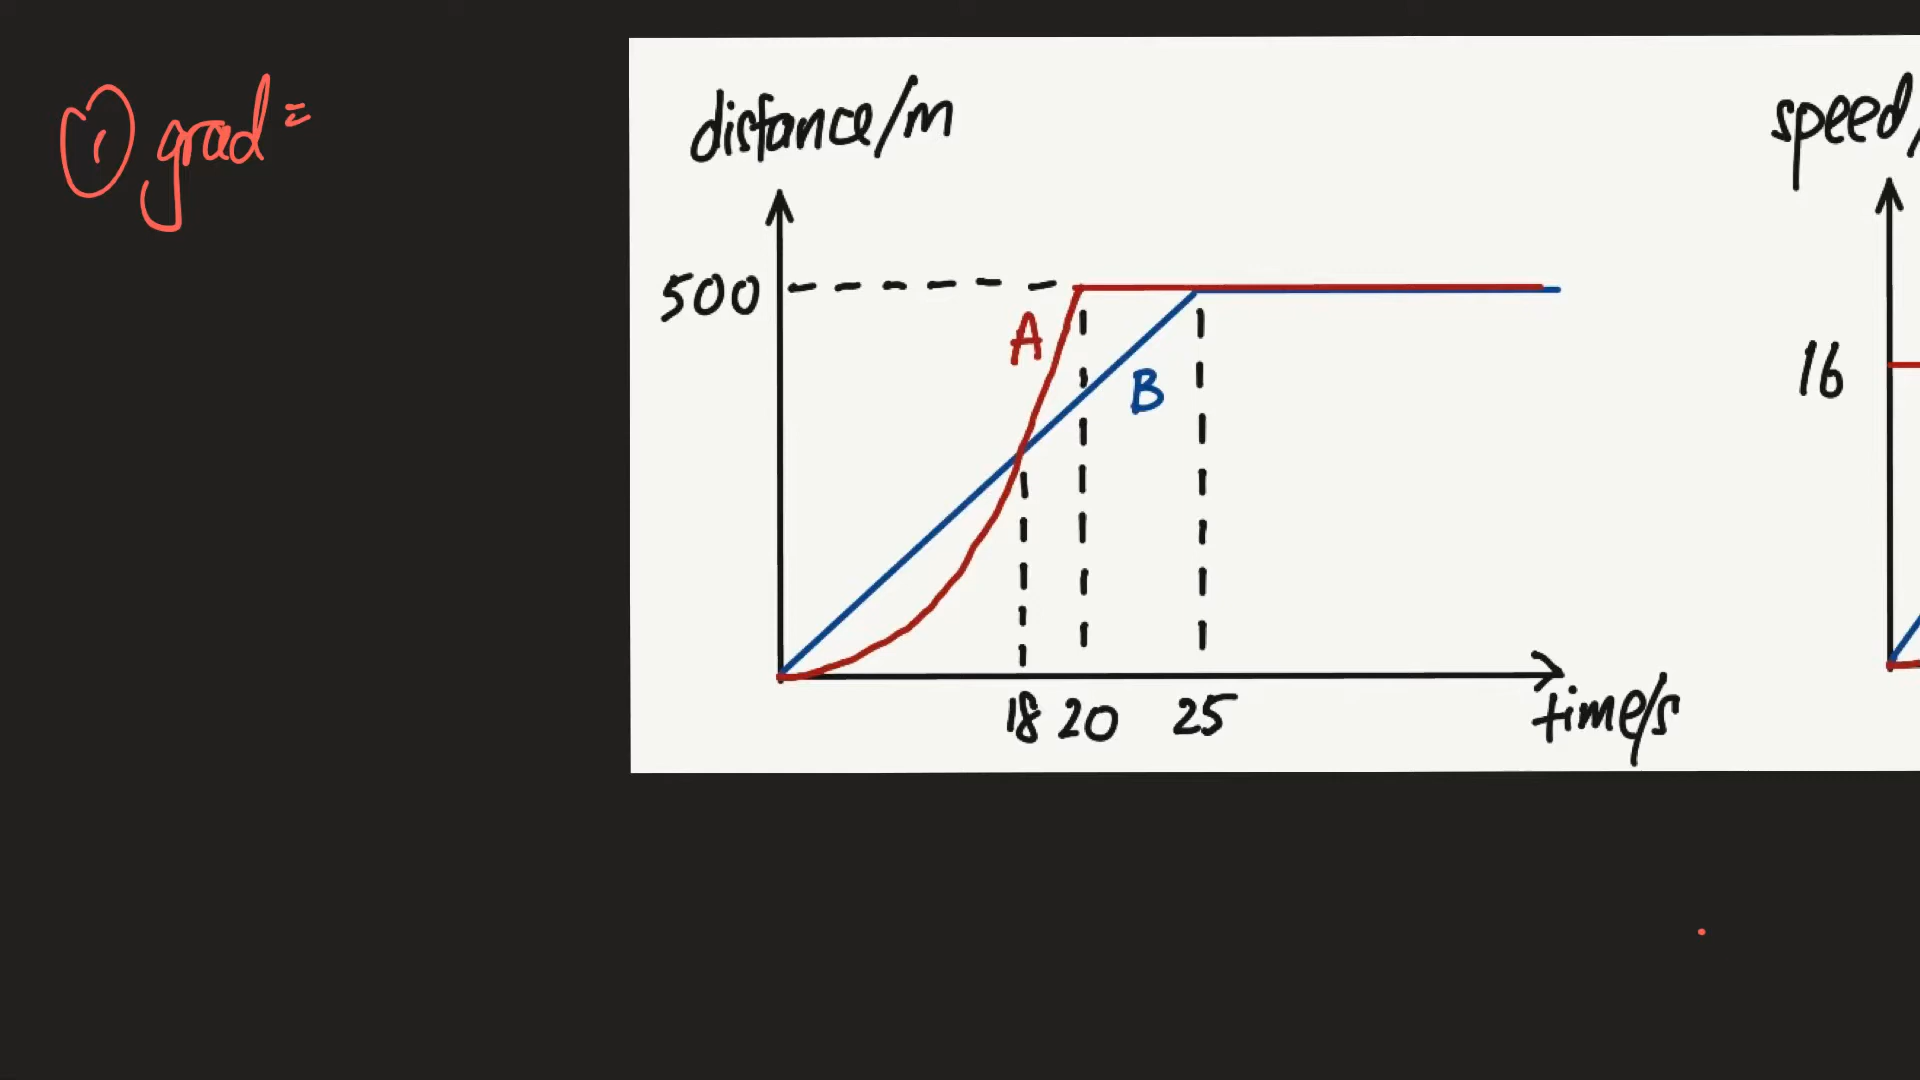 ① grad =
distance/m
500
A
B
18 20 25
time/s
speed/
16